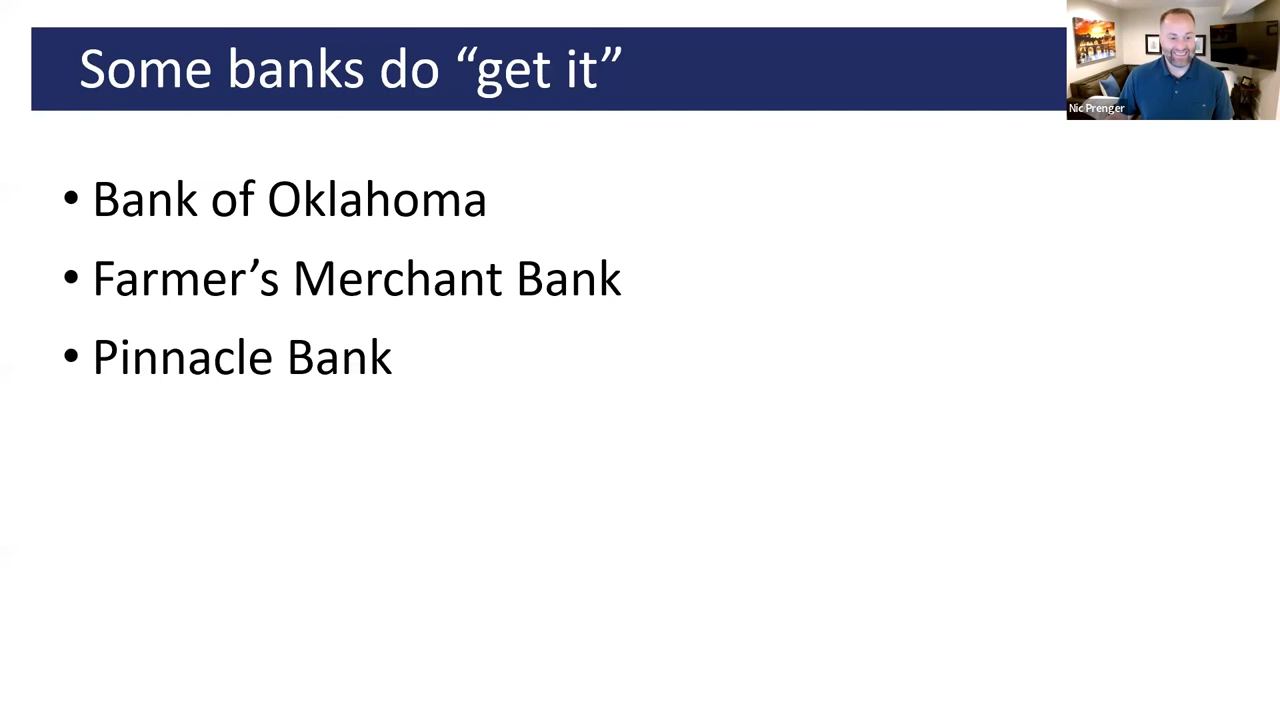 Some banks do “get it”
Nic Prenger
• Bank of Oklahoma
• Farmer’s Merchant Bank
• Pinnacle Bank